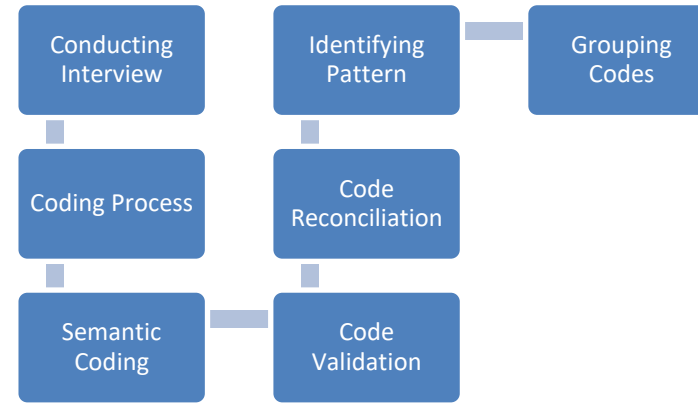 Conducting
Interview
Coding Process
Semantic
Coding
Code
Validation
Code
Reconciliation
Identifying
Pattern
Grouping
Codes